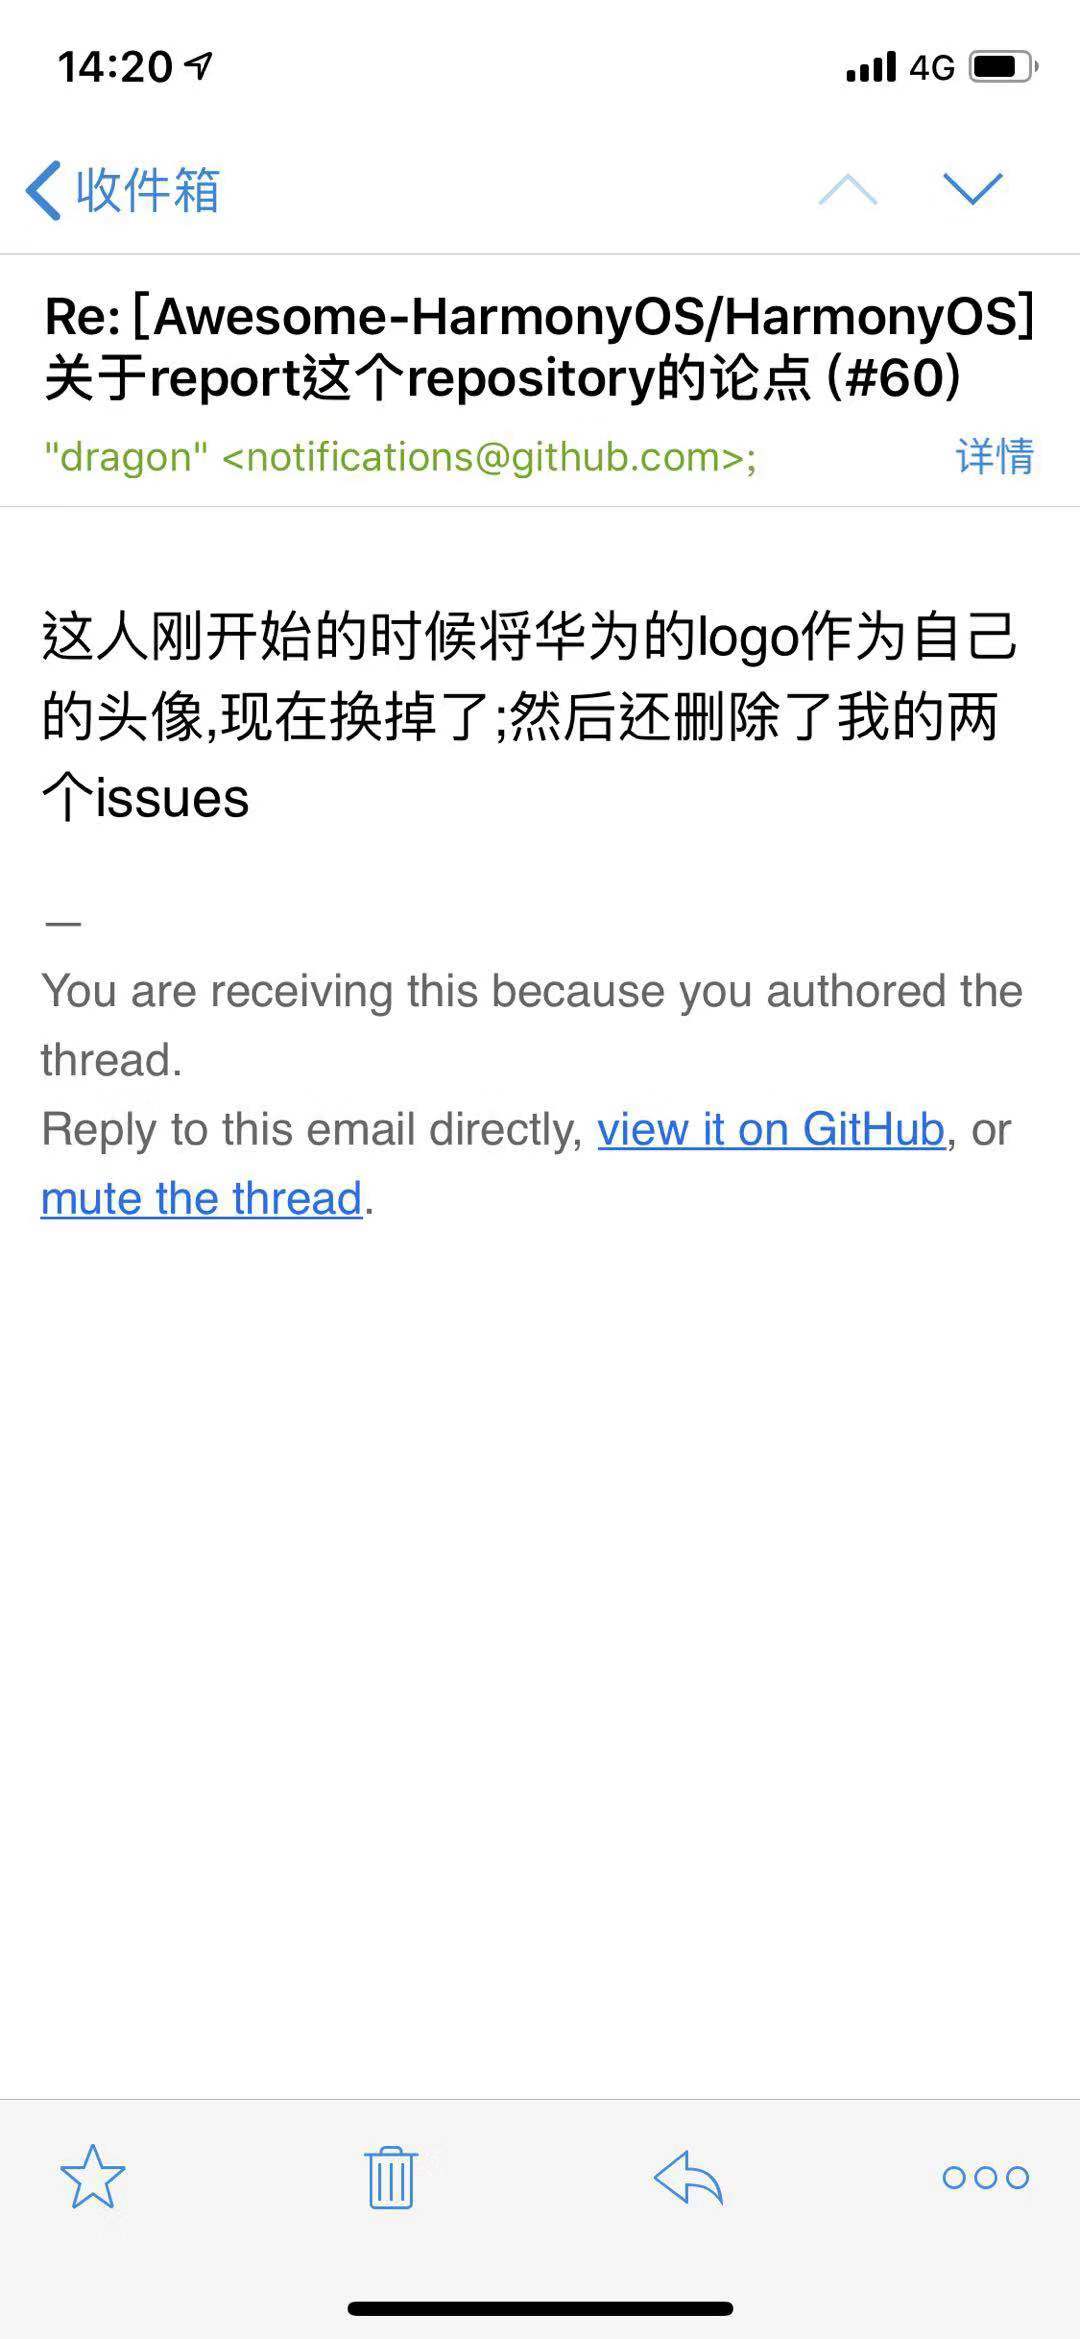 14:20
4G
收件箱
Re: [Awesome-HarmonyOS/HarmonyOS]
关于report这个repository的论点 (#60)
"dragon" <notifications@github.com>;
详情
这人刚开始的时候将华为的logo作为自己
的头像,现在换掉了;然后还删除了我的两
个issues
—
You are receiving this because you authored the
thread.
Reply to this email directly, view it on GitHub, or
mute the thread.